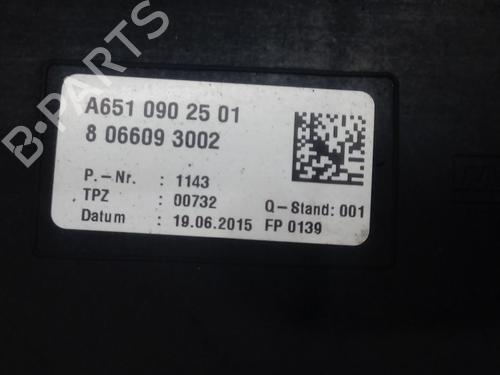 B-PARTS
A651 090 25 01
8 06609 3002
P.-Nr. : 1143
TPZ : 00732 Q-Stand: 001
Datum : 19.06.2015 FP 0139